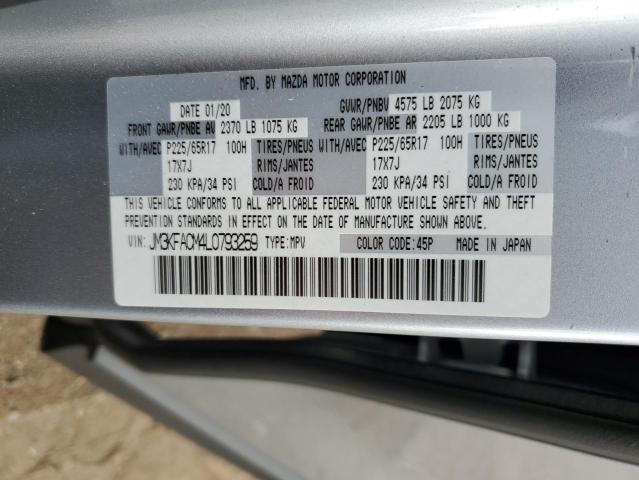 MFD. BY MAZDA MOTOR CORPORATION
DATE 01/20 GVWR/PNBV 4575 LB 2075 KG
FRONT GAWR/PNBE AV 2370 LB 1075 KG REAR GAWR/PNBE AR 2205 LB 1000 KG
WITH/AVEC P225/65R17 100H TIRES/PNEUS WITH/AVEC P225/65R17 100H TIRES/PNEUS
17X7J RIMS/JANTES 17X7J RIMS/JANTES
230 KPA/34 PSI COLD/A FROID 230 KPA/34 PSI COLD/A FROID
THIS VEHICLE CONFORMS TO ALL APPLICABLE FEDERAL MOTOR VEHICLE SAFETY AND THEFT
PREVENTION STANDARDS IN EFFECT ON THE DATE OF MANUFACTURE SHOWN ABOVE.
VIN: JM3KFACM4L0793259 TYPE: MPV COLOR CODE: 45P MADE IN JAPAN